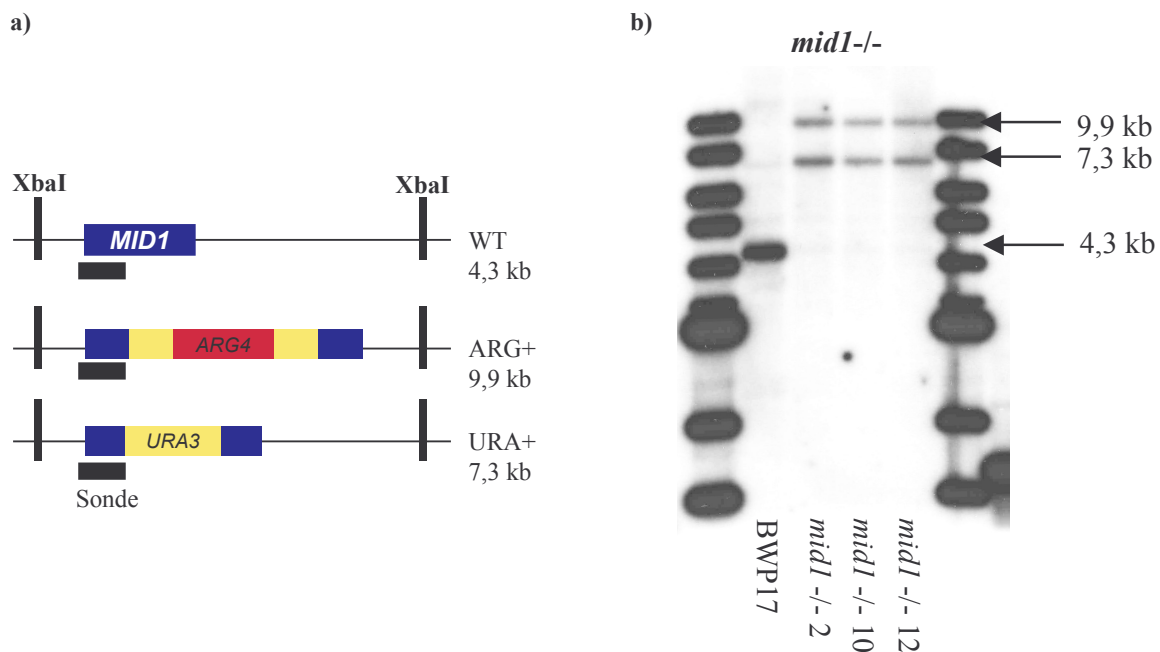 a)
XbaI XbaI
MID1
WT
4,3 kb
ARG4
ARG+
9,9 kb
URA3
URA+
7,3 kb
Sonde
b)
mid1-/-
9,9 kb
7,3 kb
4,3 kb
BWP17
mid1 -/- 2
mid1 -/- 10
mid1 -/- 12